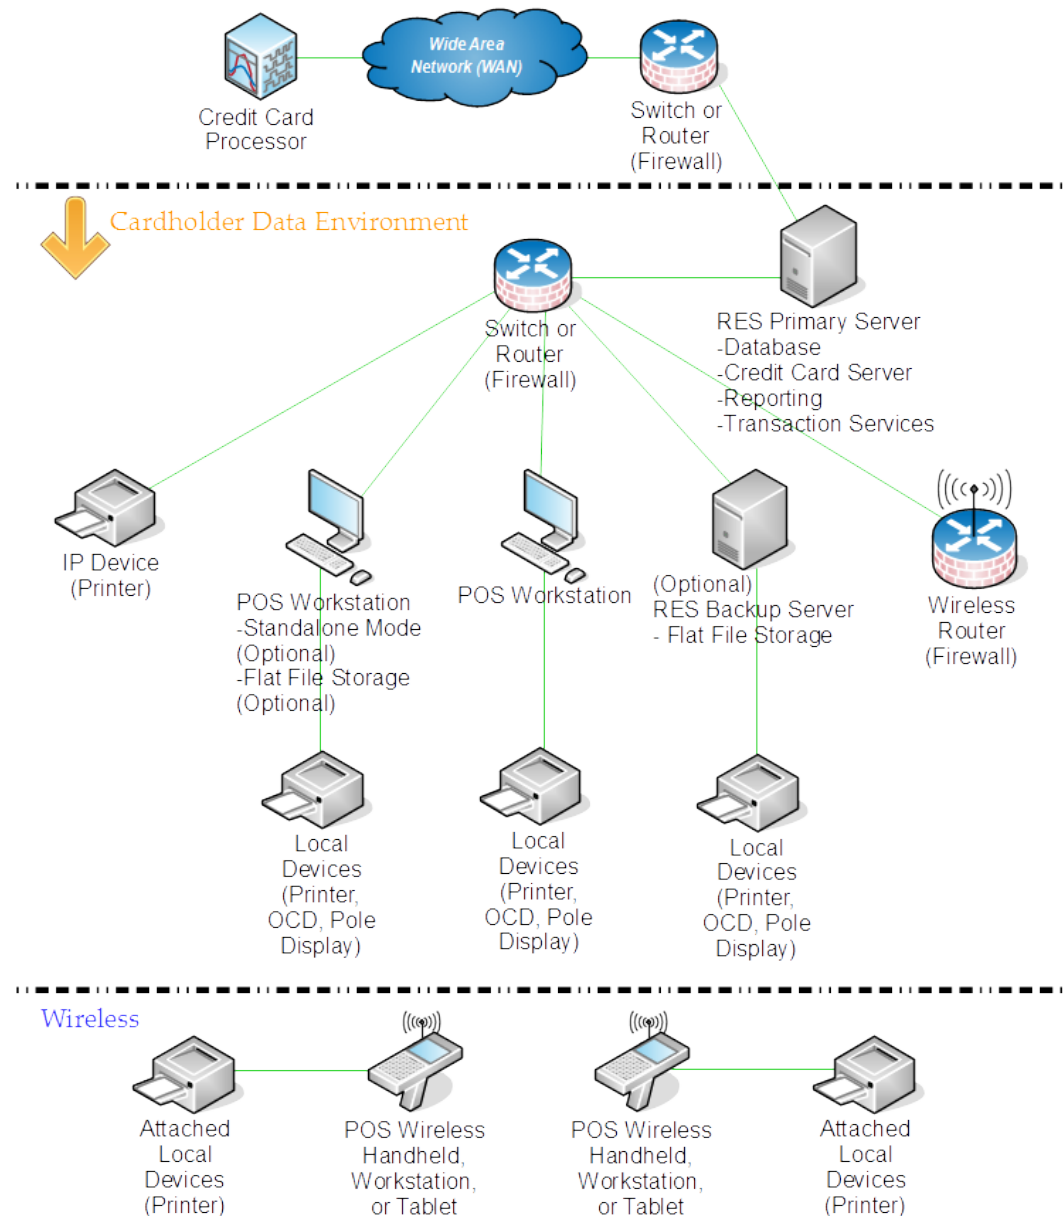 Wide Area
Network (WAN)
Credit Card
Processor
Switch or
Router
(Firewall)
Cardholder Data Environment
Switch or
Router
(Firewall)
RES Primary Server
-Database
-Credit Card Server
-Reporting
-Transaction Services
IP Device
(Printer)
POS Workstation
-Standalone Mode
(Optional)
-Flat File Storage
(Optional)
POS Workstation
(Optional)
RES Backup Server
- Flat File Storage
Wireless
Router
(Firewall)
Local
Devices
(Printer,
OCD, Pole
Display)
Local
Devices
(Printer,
OCD, Pole
Display)
Local
Devices
(Printer,
OCD, Pole
Display)
Wireless
Attached
Local
Devices
(Printer)
POS Wireless
Handheld,
Workstation,
or Tablet
POS Wireless
Handheld,
Workstation,
or Tablet
Attached
Local
Devices
(Printer)